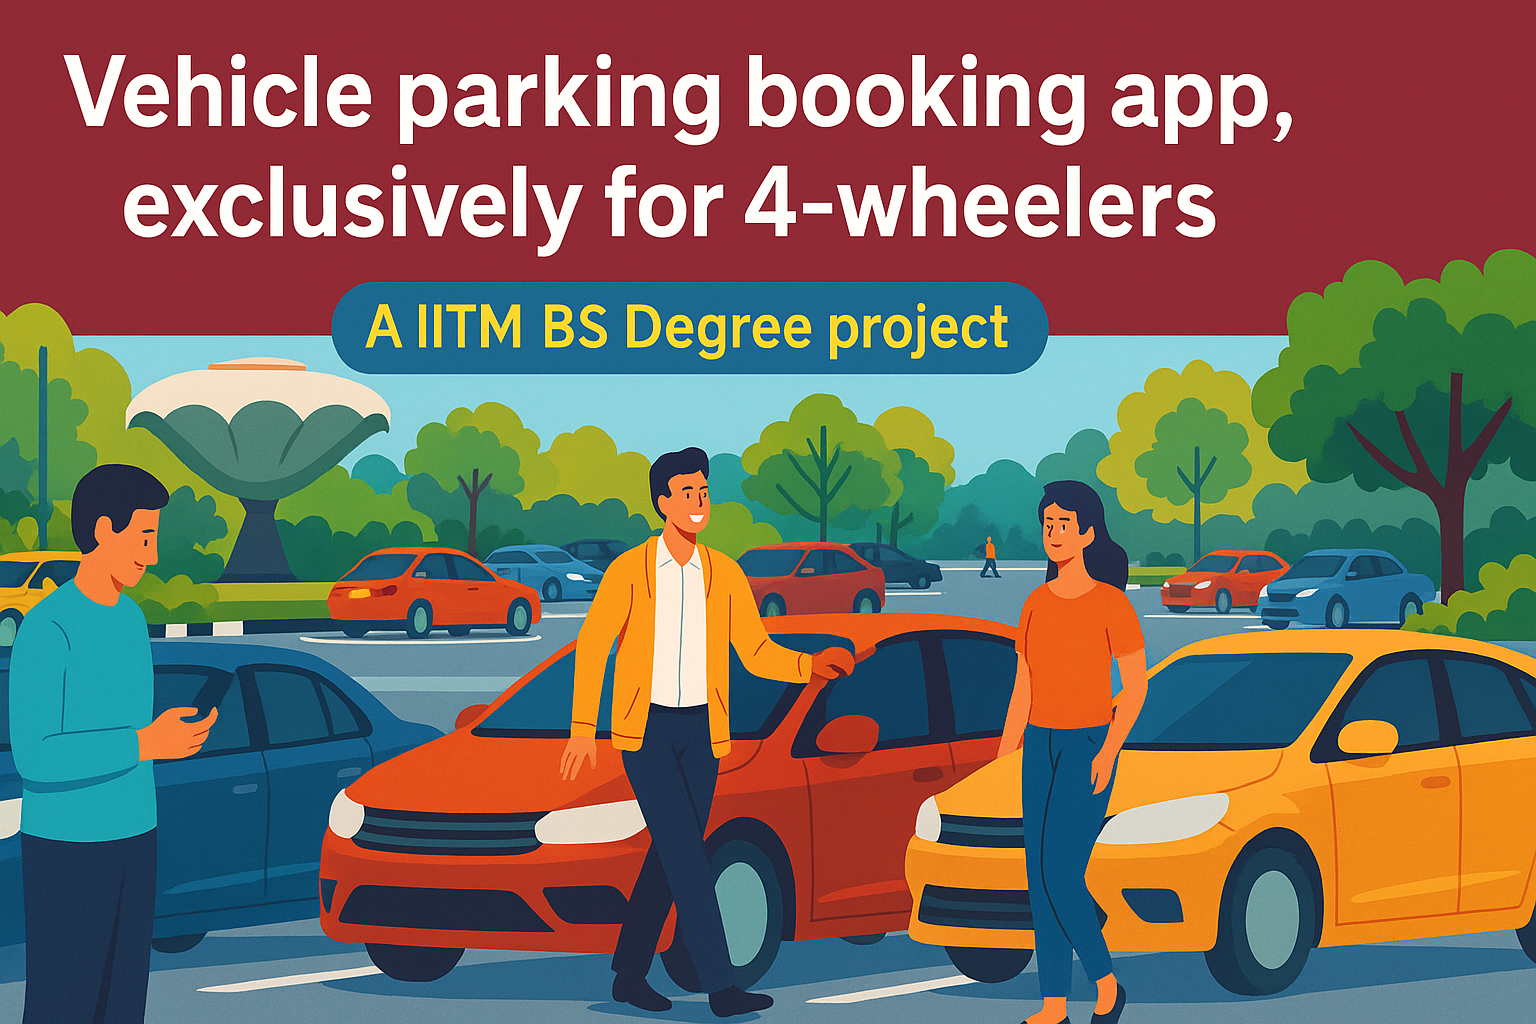 Vehicle parking booking app,
exclusively for 4-wheelers
A IITM BS Degree project